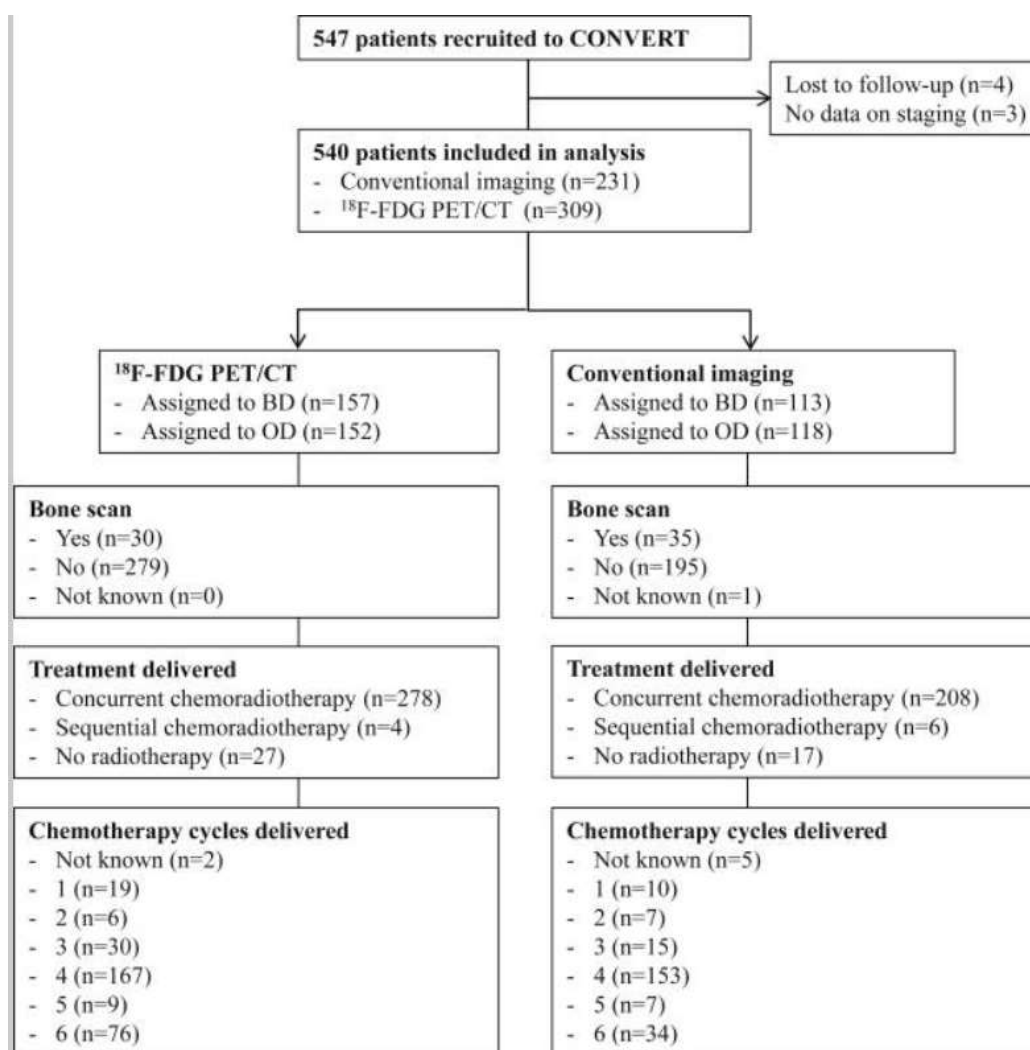 547 patients recruited to CONVERT
Lost to follow-up (n=4)
No data on staging (n=3)
540 patients included in analysis
- Conventional imaging (n=231)
- ¹⁸F-FDG PET/CT (n=309)
¹⁸F-FDG PET/CT
- Assigned to BD (n=157)
- Assigned to OD (n=152)
Conventional imaging
- Assigned to BD (n=113)
- Assigned to OD (n=118)
Bone scan
- Yes (n=30)
- No (n=279)
- Not known (n=0)
Bone scan
- Yes (n=35)
- No (n=195)
- Not known (n=1)
Treatment delivered
- Concurrent chemoradiotherapy (n=278)
- Sequential chemoradiotherapy (n=4)
- No radiotherapy (n=27)
Treatment delivered
- Concurrent chemoradiotherapy (n=208)
- Sequential chemoradiotherapy (n=6)
- No radiotherapy (n=17)
Chemotherapy cycles delivered
- Not known (n=2)
- 1 (n=19)
- 2 (n=6)
- 3 (n=30)
- 4 (n=167)
- 5 (n=9)
- 6 (n=76)
Chemotherapy cycles delivered
- Not known (n=5)
- 1 (n=10)
- 2 (n=7)
- 3 (n=15)
- 4 (n=153)
- 5 (n=7)
- 6 (n=34)